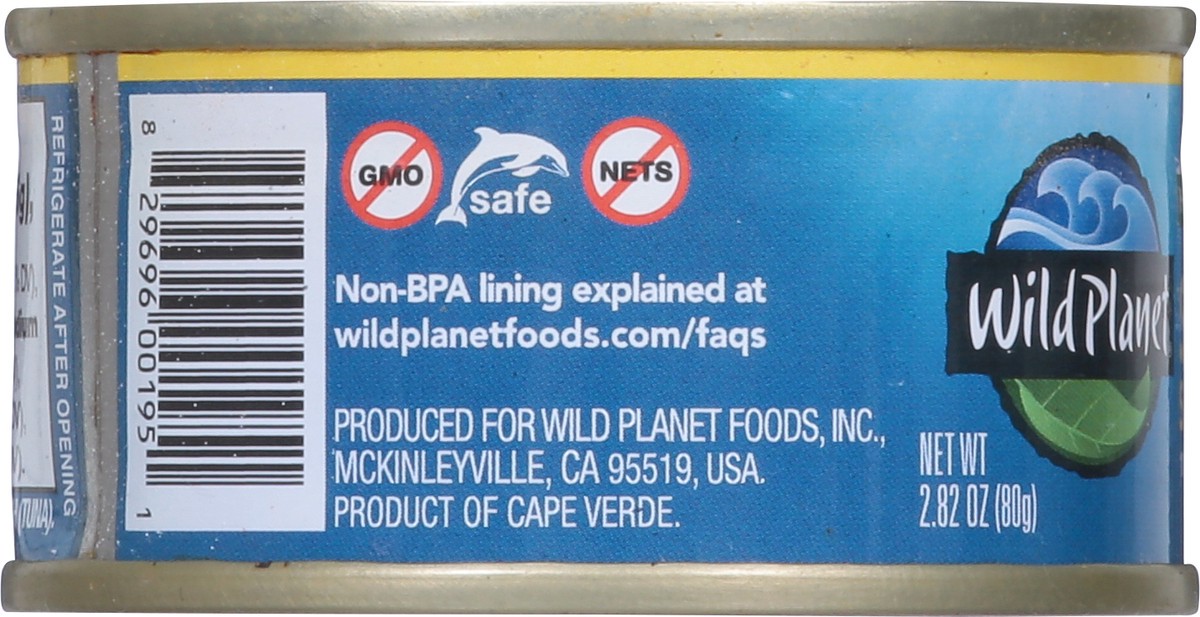 REFRIGERATE AFTER OPENING
(TUNA).
8 29696 00195 1
GMO
safe
NETS
Non-BPA lining explained at
wildplanetfoods.com/faqs
PRODUCED FOR WILD PLANET FOODS, INC.,
MCKINLEYVILLE, CA 95519, USA.
PRODUCT OF CAPE VERDE.
Wild Planet
NET WT
2.82 OZ (80g)